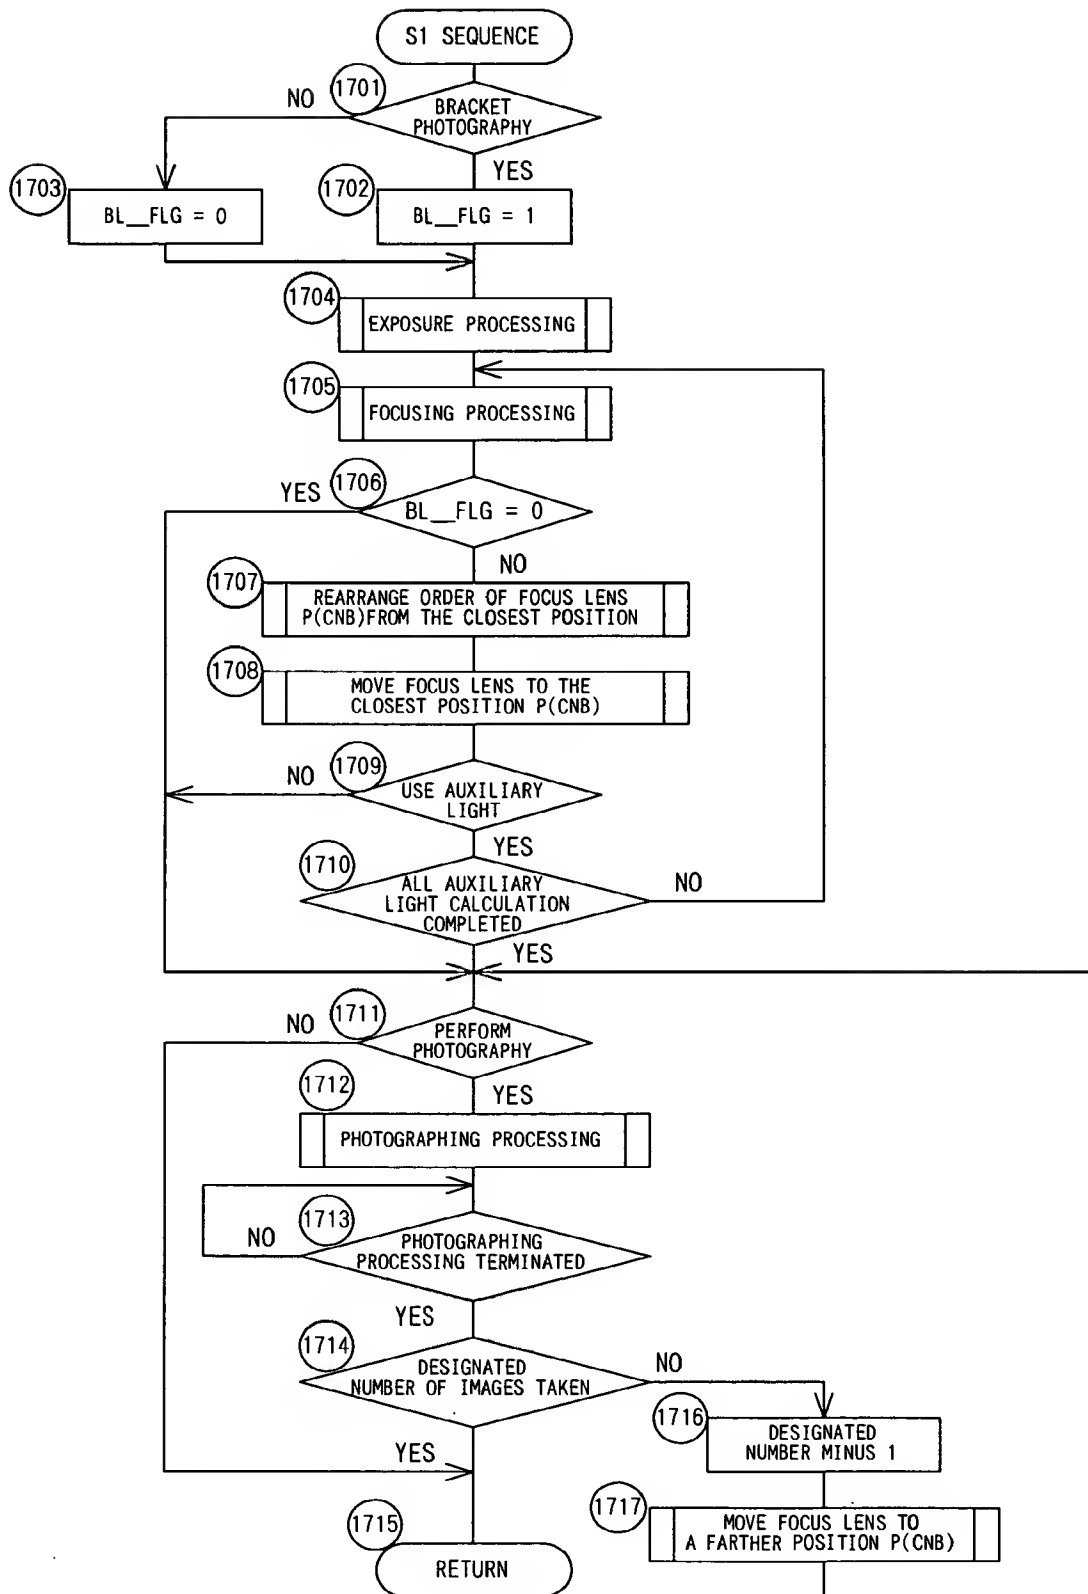 S1 SEQUENCE
1701
NO
BRACKET
PHOTOGRAPHY
YES
1703
BL__FLG = 0
1702
BL__FLG = 1
1704
EXPOSURE PROCESSING
1705
FOCUSING PROCESSING
1706
YES
BL__FLG = 0
NO
1707
REARRANGE ORDER OF FOCUS LENS
P(CNB)FROM THE CLOSEST POSITION
1708
MOVE FOCUS LENS TO THE
CLOSEST POSITION P(CNB)
1709
NO
USE AUXILIARY
LIGHT
YES
1710
ALL AUXILIARY
LIGHT CALCULATION
COMPLETED
NO
YES
1711
NO
PERFORM
PHOTOGRAPHY
YES
1712
PHOTOGRAPHING PROCESSING
1713
NO
PHOTOGRAPHING
PROCESSING TERMINATED
YES
1714
DESIGNATED
NUMBER OF IMAGES TAKEN
NO
YES
1716
DESIGNATED
NUMBER MINUS 1
1717
MOVE FOCUS LENS TO
A FARTHER POSITION P(CNB)
1715
RETURN